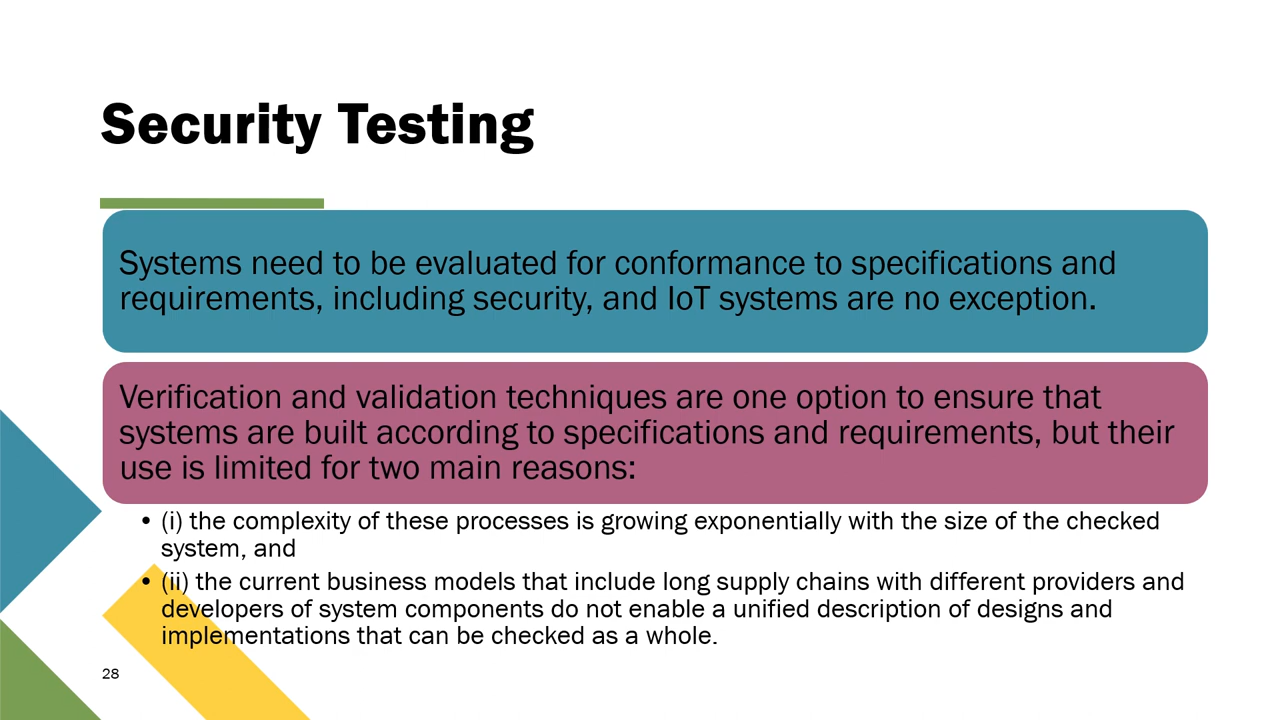 Security Testing
Systems need to be evaluated for conformance to specifications and
requirements, including security, and IoT systems are no exception.
Verification and validation techniques are one option to ensure that
systems are built according to specifications and requirements, but their
use is limited for two main reasons:
• (i) the complexity of these processes is growing exponentially with the size of the checked
system, and
• (ii) the current business models that include long supply chains with different providers and
developers of system components do not enable a unified description of designs and
implementations that can be checked as a whole.
28